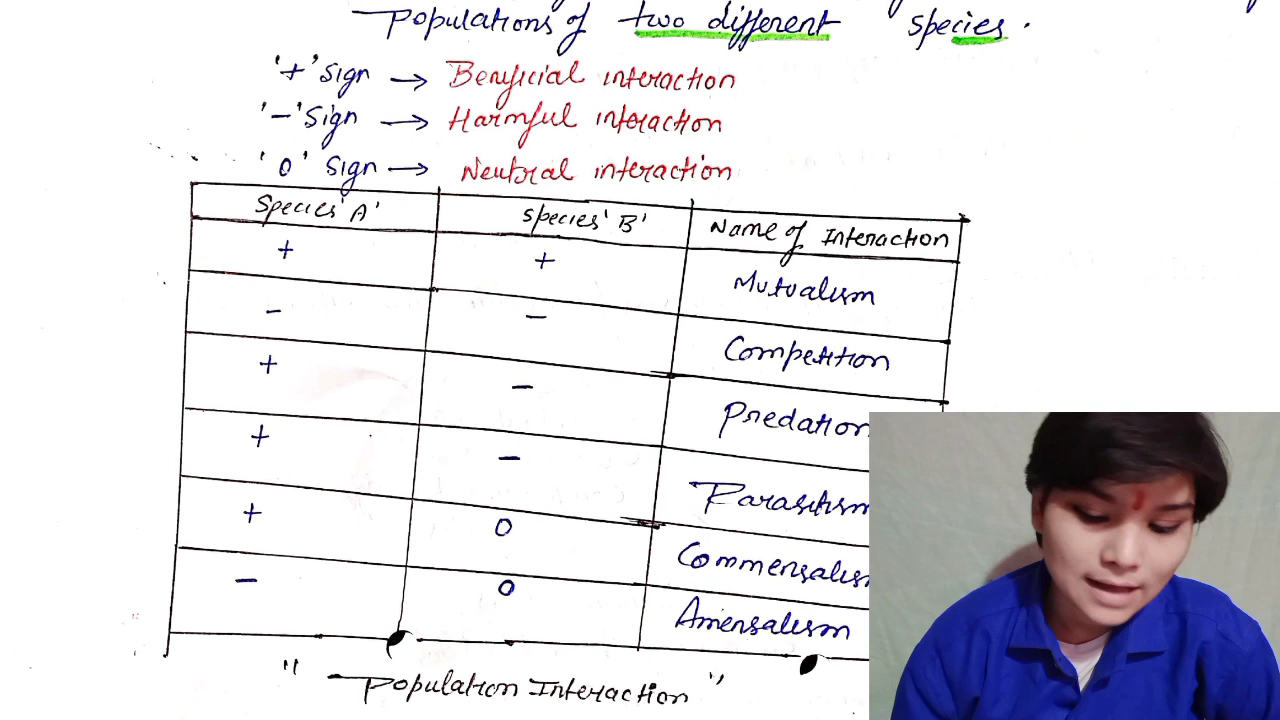 Populations of two different species.
'+' Sign → Beneficial interaction
'-' Sign → Harmful interaction
'0' Sign → Neutral interaction
Species 'A' Species 'B' Name of Interaction
+ + Mutualism
- - Competition
+ - Predation
+ - Parasitism
+ 0 Commensalism
- 0 Amensalism
" Population Interaction "